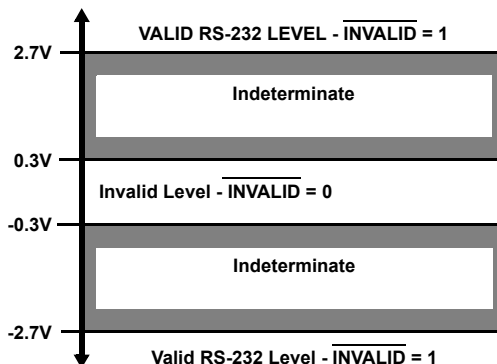 VALID RS-232 LEVEL - INVALID = 1
2.7V
Indeterminate
0.3V
Invalid Level - INVALID = 0
-0.3V
Indeterminate
-2.7V
Valid RS-232 Level - INVALID = 1